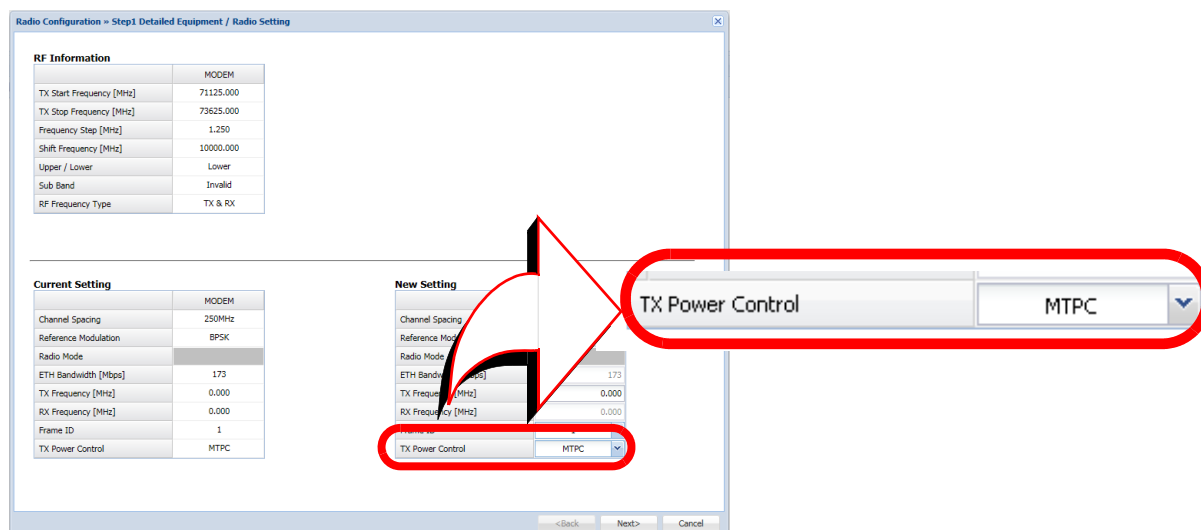 Radio Configuration » Step1 Detailed Equipment / Radio Setting
RF Information
MODEM
TX Start Frequency [MHz] 71125.000
TX Stop Frequency [MHz] 73625.000
Frequency Step [MHz] 1.250
Shift Frequency [MHz] 10000.000
Upper / Lower Lower
Sub Band Invalid
RF Frequency Type TX & RX
Current Setting
MODEM
Channel Spacing 250MHz
Reference Modulation BPSK
Radio Mode
ETH Bandwidth [Mbps] 173
TX Frequency [MHz] 0.000
RX Frequency [MHz] 0.000
Frame ID 1
TX Power Control MTPC
New Setting
Channel Spacing
Reference
Radio Mode
ETH 173
TX [MHz] 0.000
RX [MHz] 0.000
TX Power Control MTPC
TX Power Control MTPC
<Back Next> Cancel